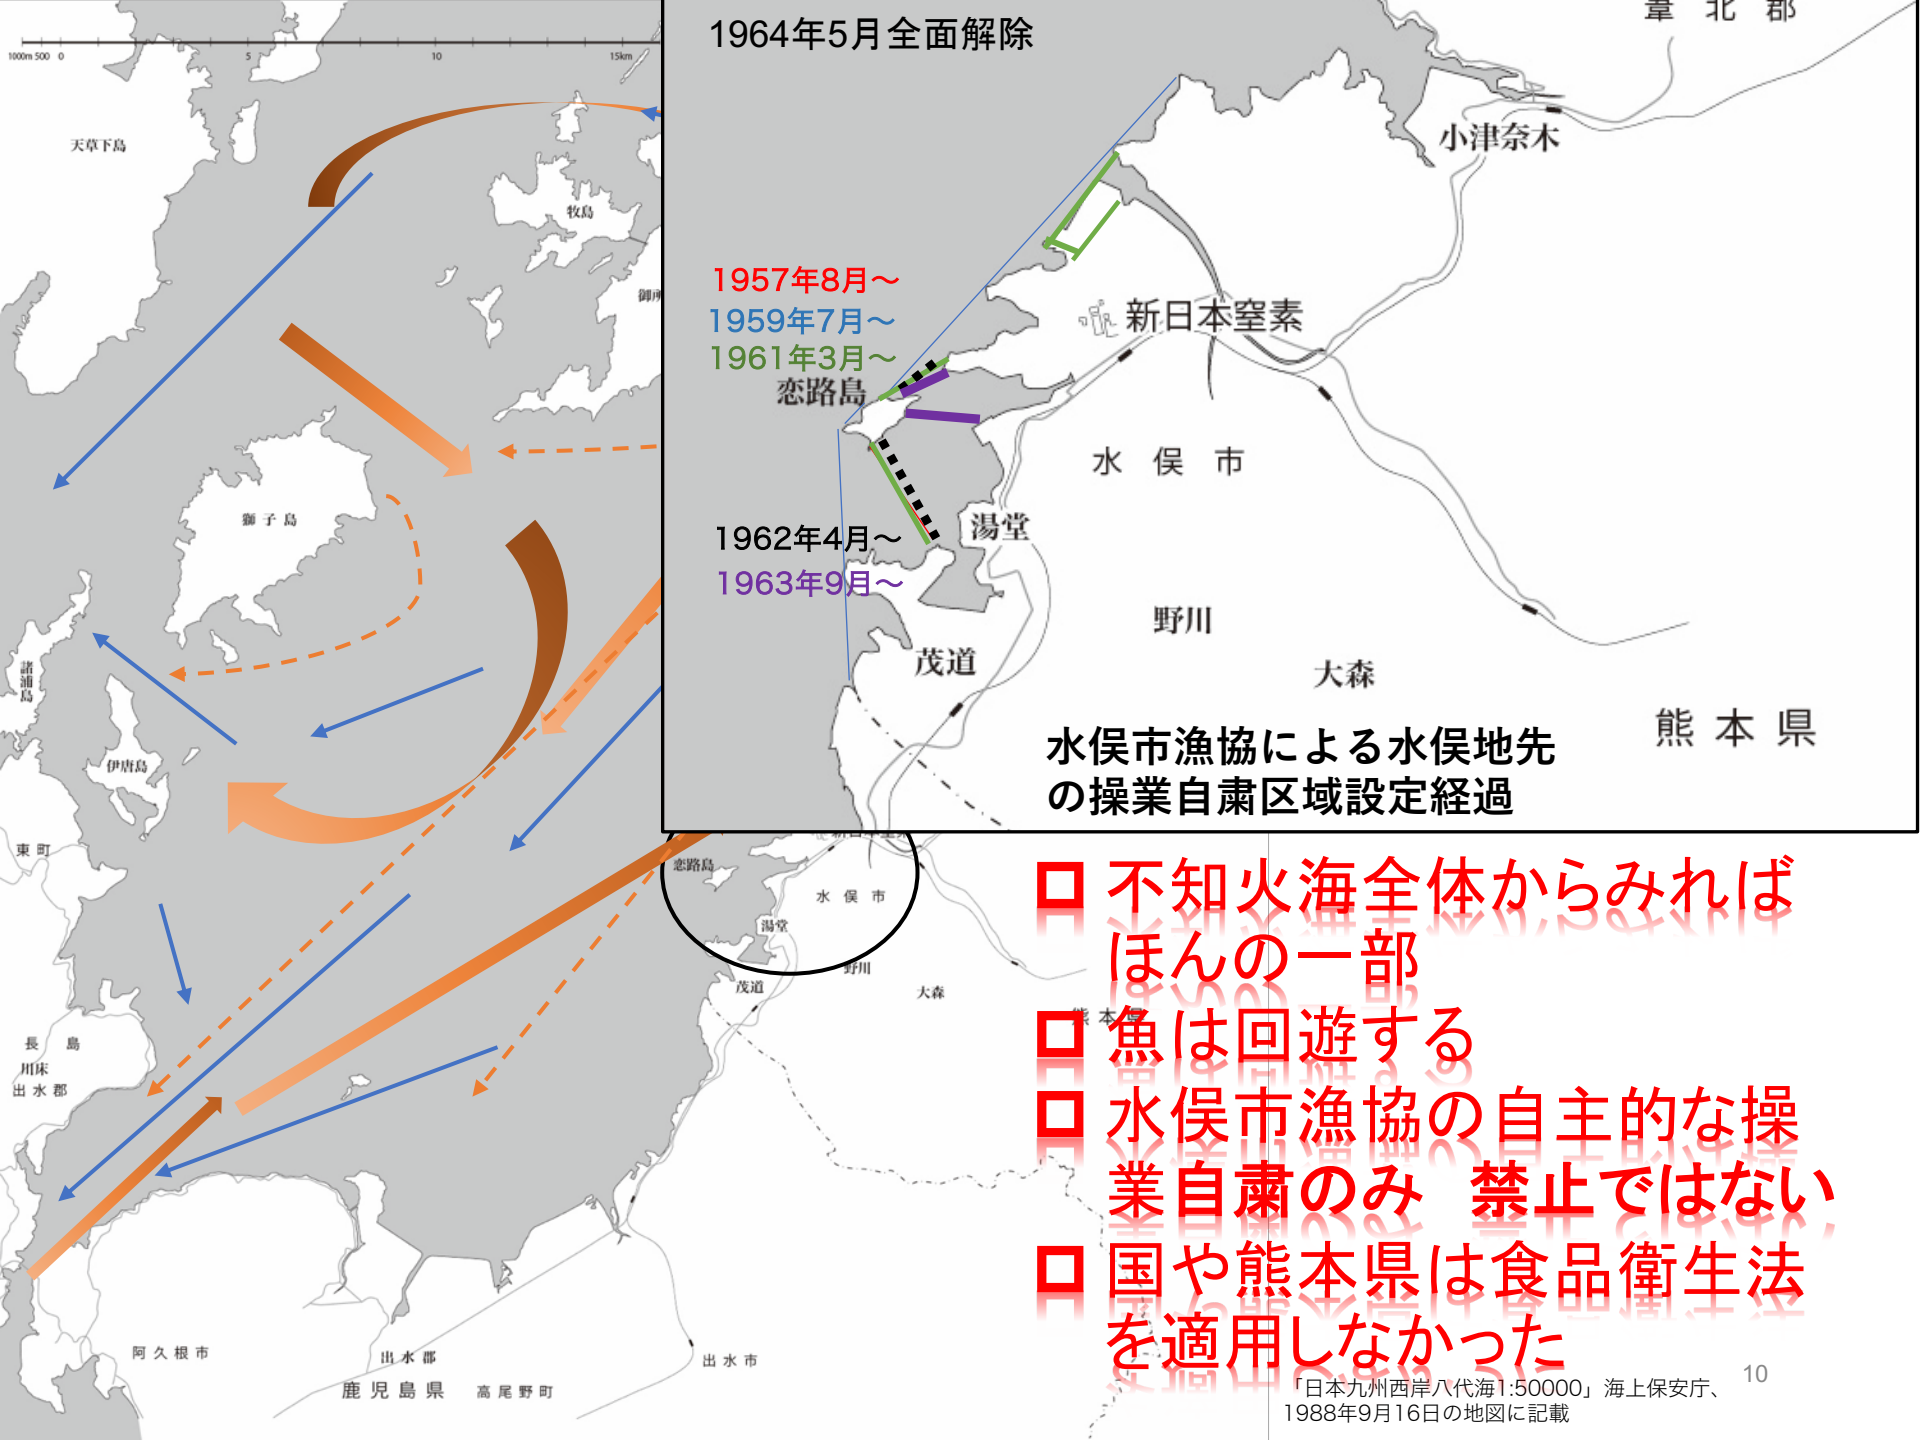 1964年5月全面解除
葦北郡
小津奈木
1957年8月～
1959年7月～
1961年3月～
恋路島
新日本窒素
水俣市
1962年4月～
湯堂
1963年9月～
野川
茂道
大森
熊本県
水俣市漁協による水俣地先
の操業自粛区域設定経過
1000m 500 0 5 10 15km
天草下島
牧島
御所
獅子島
諸浦島
伊唐島
東町
恋路島
水俣市
湯堂
野川
茂道
大森
熊本県
長島
川床
出水郡
阿久根市
出水郡
出水市
鹿児島県 高尾野町
不知火海全体からみれば
ほんの一部
魚は回遊する
水俣市漁協の自主的な操
業自粛のみ 禁止ではない
国や熊本県は食品衛生法
を適用しなかった
10
「日本九州西岸八代海1:50000」海上保安庁、
1988年9月16日の地図に記載